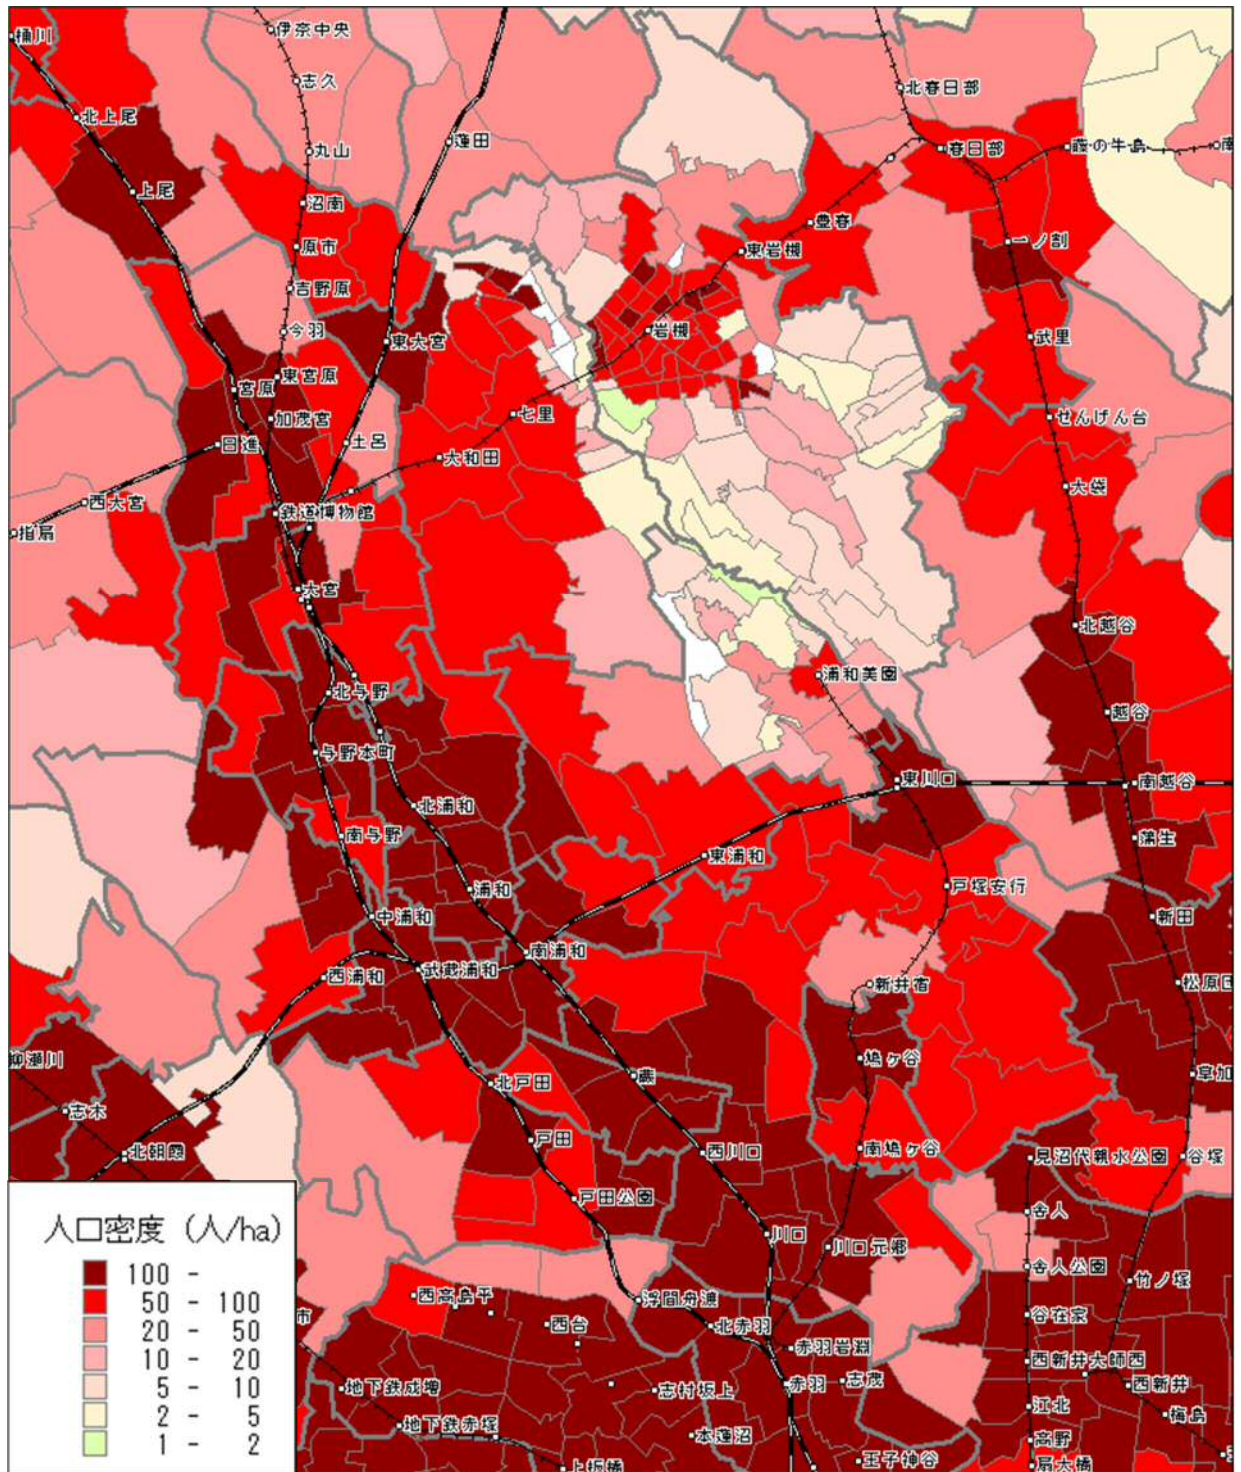 桶川
伊奈中央
志久
北上尾
北春日部
丸山
蓮田
春日部
藤の牛島
南
上尾
沼南
豊春
原市
東岩槻
一ノ割
吉野原
今羽
岩槻
武里
東大宮
宮原
東宮原
加茂宮
七里
せんげん台
日進
土呂
大和田
大袋
西大宮
鉄道博物館
指扇
大宮
北越谷
浦和美園
北与野
越谷
与野本町
東川口
南越谷
北浦和
南与野
蒲生
東浦和
浦和
戸塚安行
中浦和
新田
南浦和
武蔵浦和
西浦和
新井宿
松原団
柳瀬川
鳩ヶ谷
蕨
草加
北戸田
志木
戸田
北朝霞
西川口
南鳩ヶ谷
見沼代親水公園
谷塚
戸田公園
舎人
川口
川口元郷
舎人公園
竹ノ塚
西高島平
浮間舟渡
市
谷在家
西台
北赤羽
赤羽岩淵
西新井大師西
地下鉄成増
志村坂上
赤羽
志茂
西新井
江北
梅島
地下鉄赤塚
本蓮沼
高野
王子神谷
扇大橋
上板橋
人口密度 (人/ha)
100 -
50 - 100
20 - 50
10 - 20
5 - 10
2 - 5
1 - 2